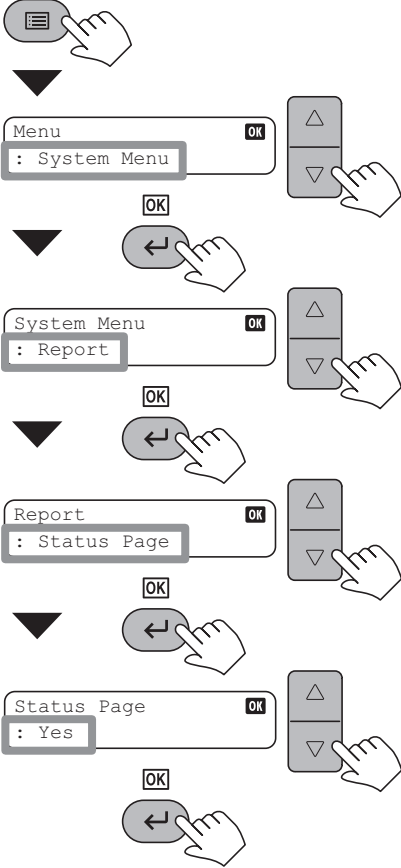 Menu OK
: System Menu
OK
System Menu OK
: Report
OK
Report OK
: Status Page
OK
Status Page OK
: Yes
OK